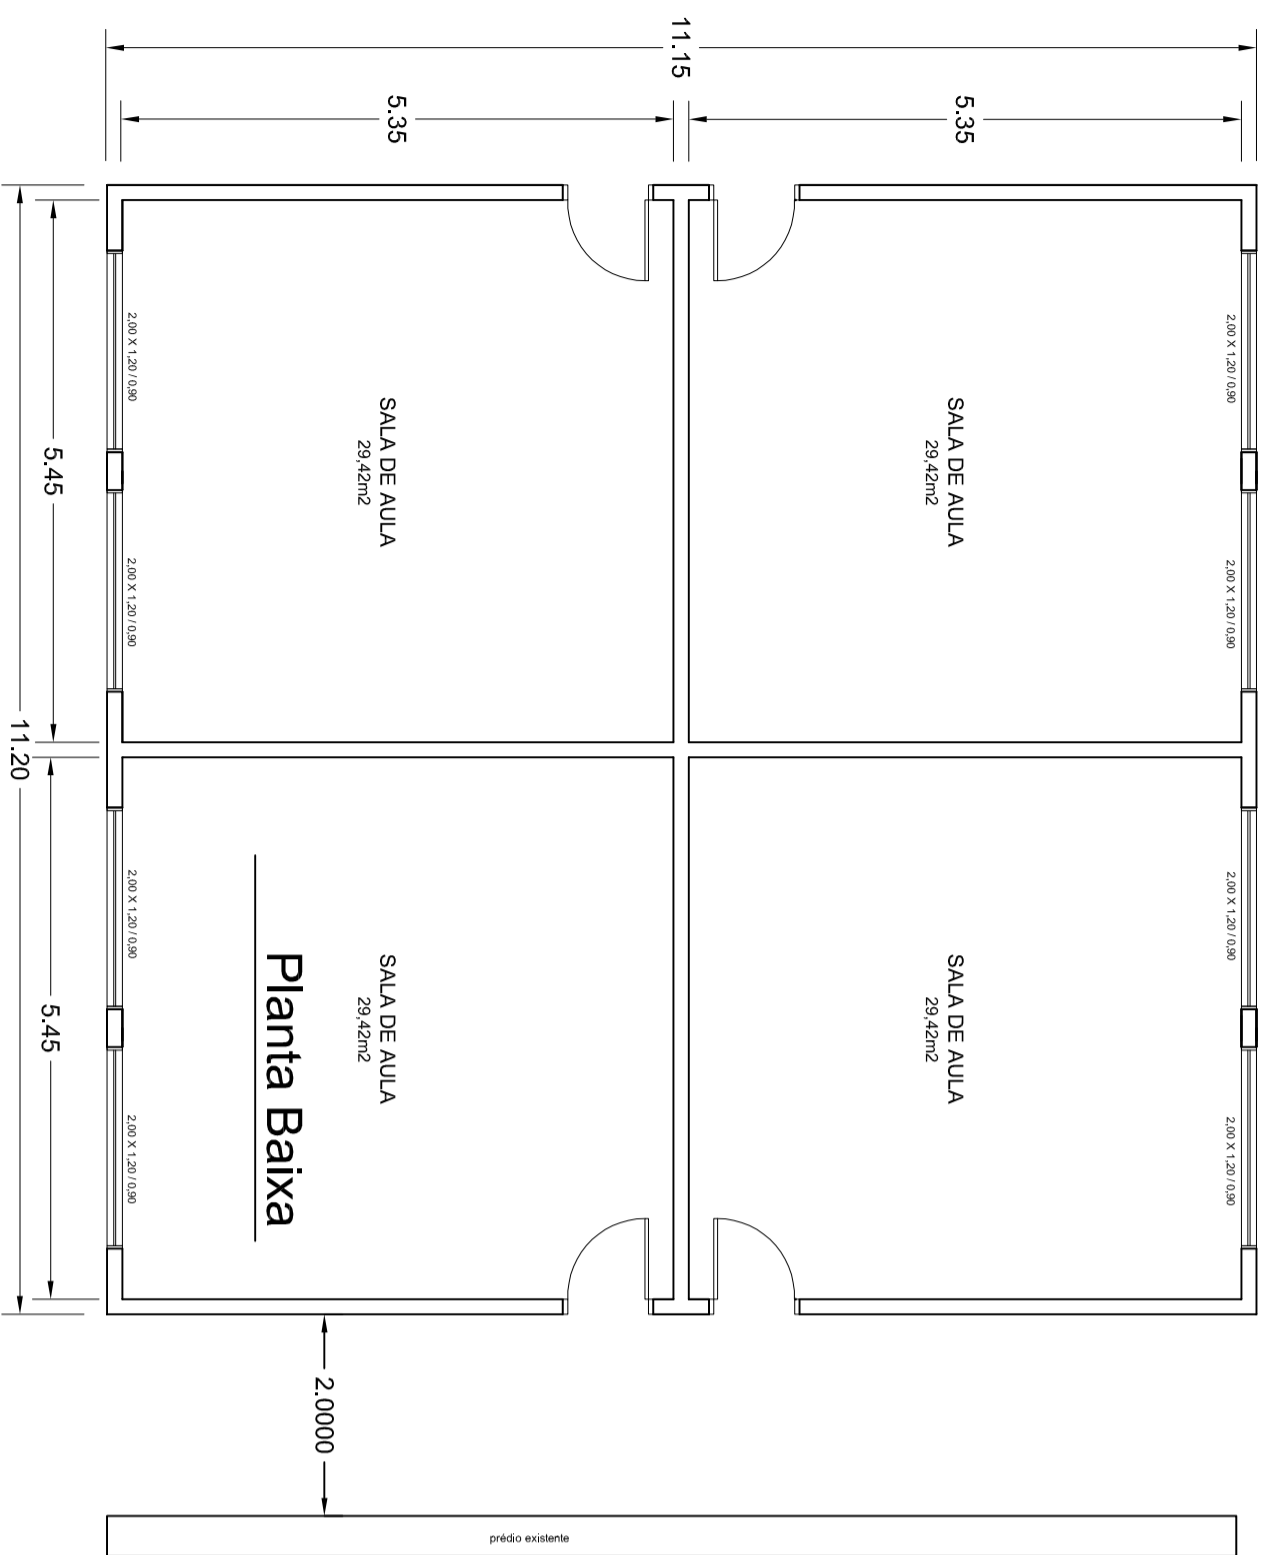 11.15
5.35
5.35
2,00 X 1,20 / 0,90
2,00 X 1,20 / 0,90
SALA DE AULA
29,42m2
SALA DE AULA
29,42m2
5.45
2,00 X 1,20 / 0,90
2,00 X 1,20 / 0,90
11.20
2,00 X 1,20 / 0,90
2,00 X 1,20 / 0,90
SALA DE AULA
29,42m2
SALA DE AULA
29,42m2
Planta Baixa
5.45
2,00 X 1,20 / 0,90
2,00 X 1,20 / 0,90
2.0000
prédio existente